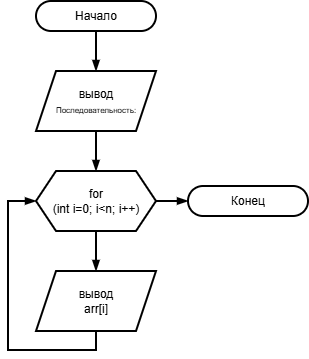 Начало
вывод
Последовательность:
for
(int i=0; i<n; i++)
Конец
вывод
arr[i]